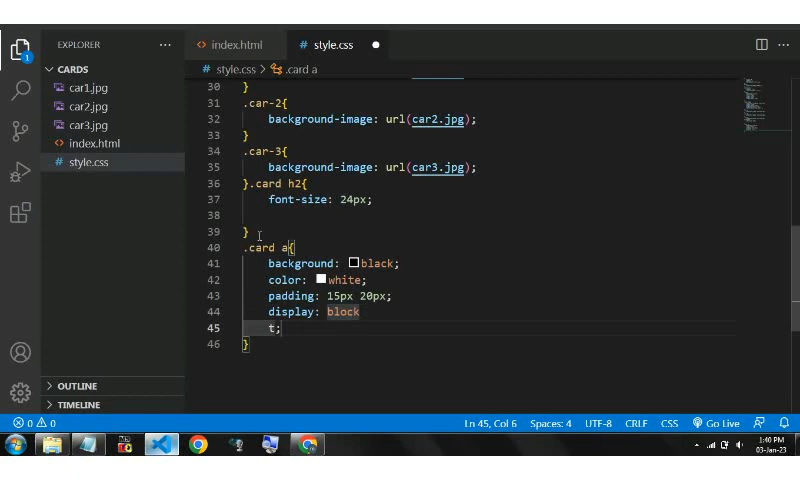 EXPLORER
index.html
# style.css
CARDS
# style.css > .card a
car1.jpg
car2.jpg
car3.jpg
index.html
# style.css
30 }
31 .car-2{
32 background-image: url(car2.jpg);
33 }
34 .car-3{
35 background-image: url(car3.jpg);
36 }.card h2{
37 font-size: 24px;
38
39 }
40 .card a{
41 background: black;
42 color: white;
43 padding: 15px 20px;
44 display: block
45 t;
46 }
1
OUTLINE
TIMELINE
0 0 Ln 45, Col 6 Spaces: 4 UTF-8 CRLF CSS Go Live
1:40 PM
03-Jan-23